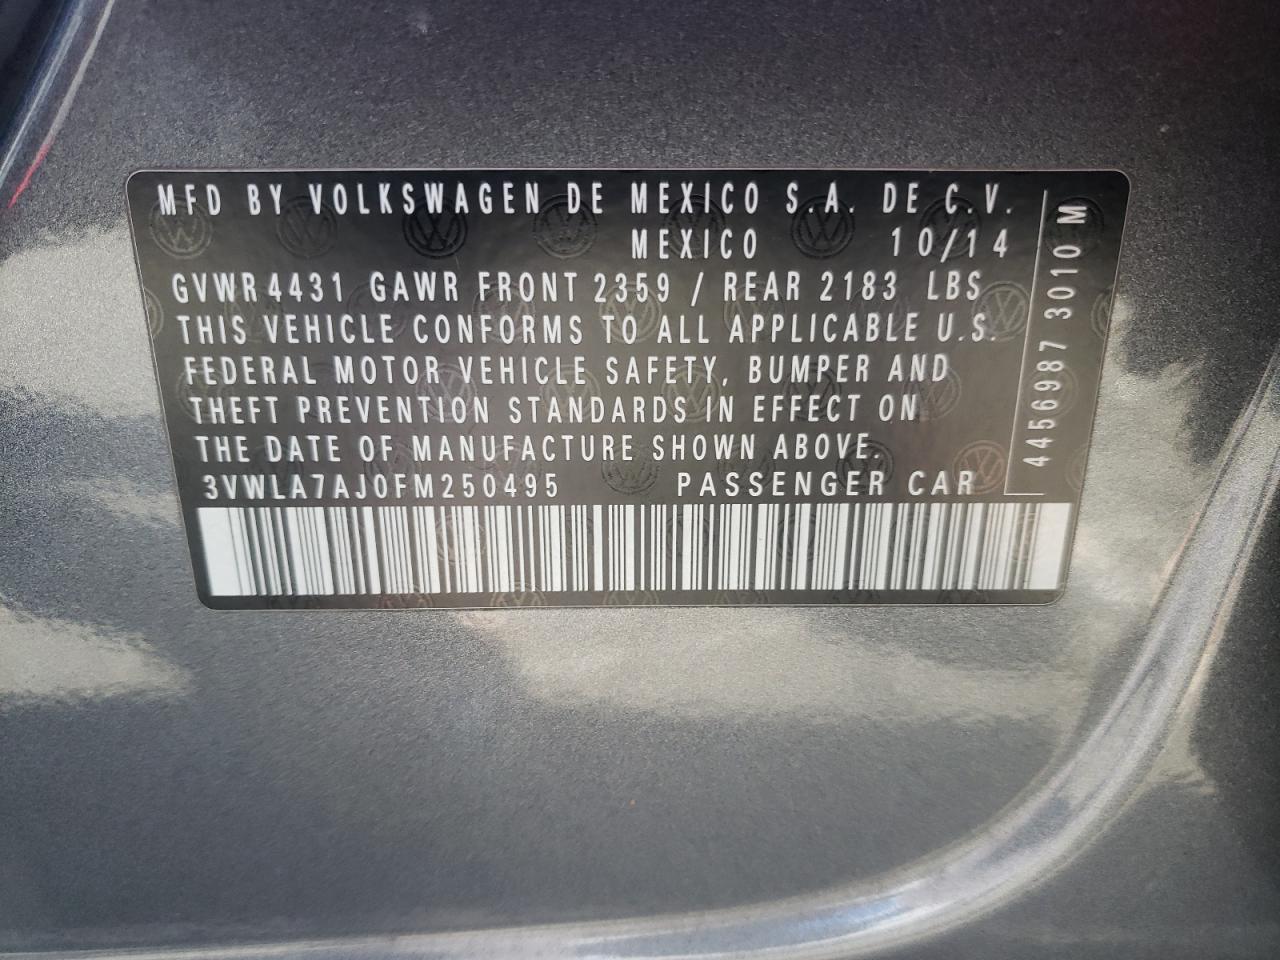 MFD BY VOLKSWAGEN DE MEXICO S.A. DE C.V.
MEXICO 10/14
GVWR 4431 GAWR FRONT 2359 / REAR 2183 LBS
THIS VEHICLE CONFORMS TO ALL APPLICABLE U.S.
FEDERAL MOTOR VEHICLE SAFETY, BUMPER AND
THEFT PREVENTION STANDARDS IN EFFECT ON
THE DATE OF MANUFACTURE SHOWN ABOVE.
3VWLA7AJ0FM250495 PASSENGER CAR
4456987 3010 M